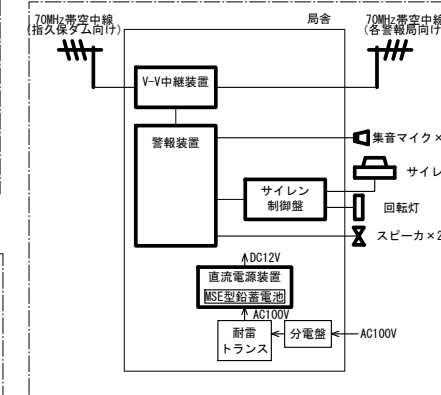 70MHz帯空中線
(指久保ダム向け)
局舎
70MHz帯空中線
(各警報局向け
V-V中継装置
警報装置
集音マイク×
サイレ
サイレン
制御盤
回転灯
スピーカ×2
DC12V
直流電源装置
MSE型鉛蓄電池
AC100V
耐雷
トランス
分電盤
AC100V